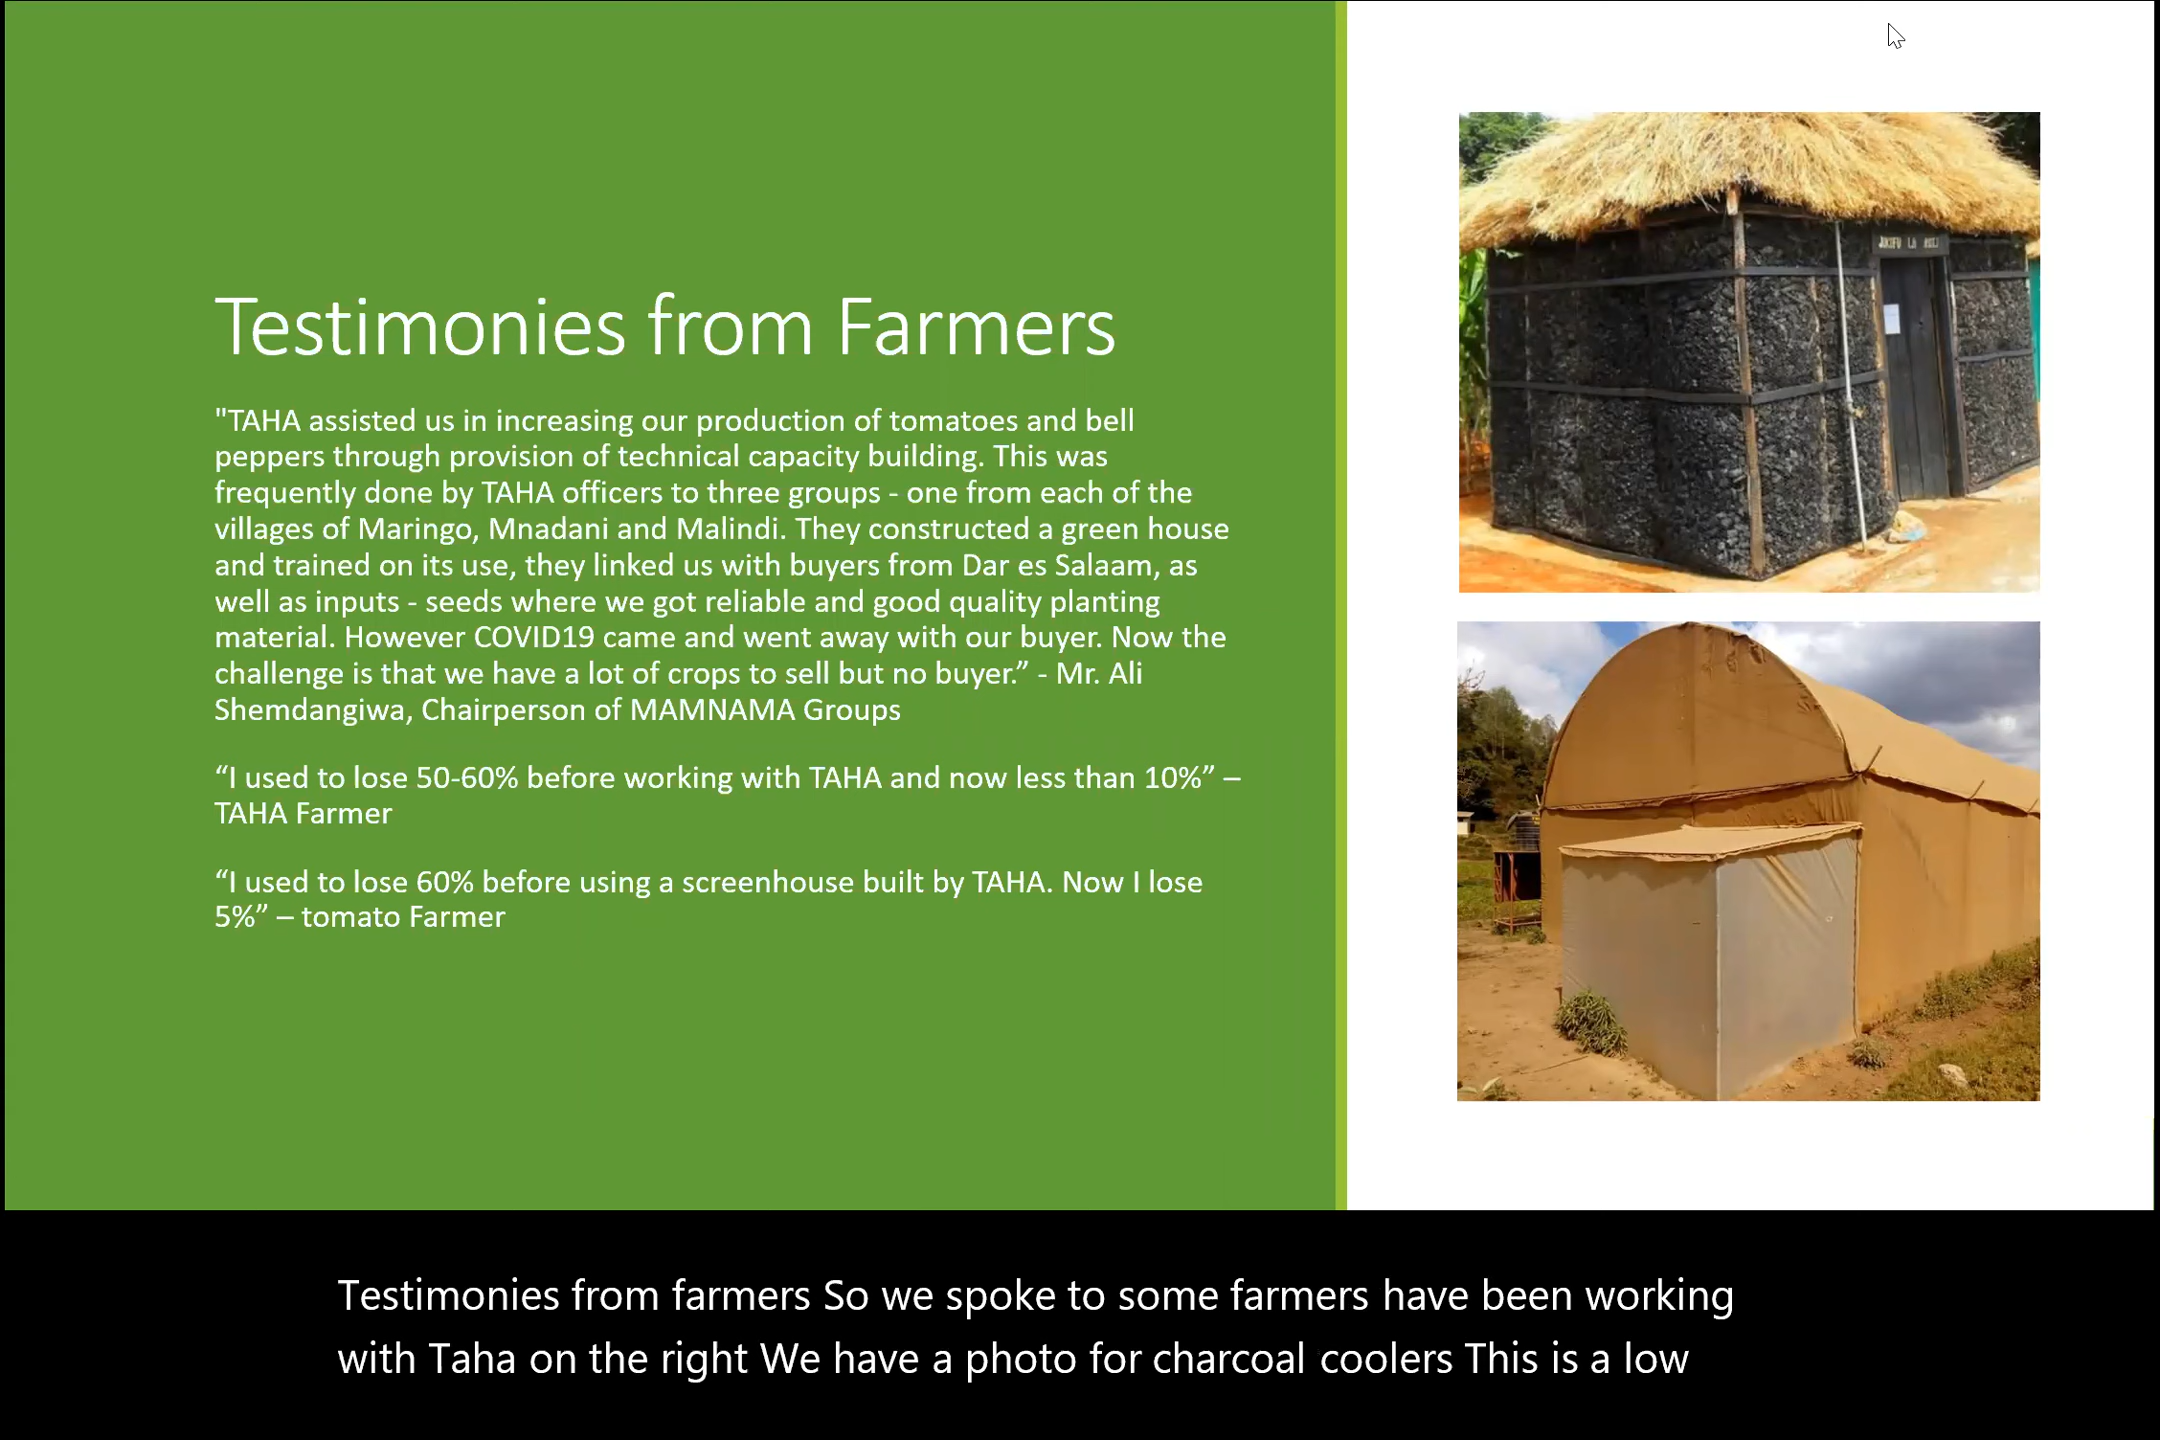 Testimonies from Farmers
"TAHA assisted us in increasing our production of tomatoes and bell
peppers through provision of technical capacity building. This was
frequently done by TAHA officers to three groups - one from each of the
villages of Maringo, Mnadani and Malindi. They constructed a green house
and trained on its use, they linked us with buyers from Dar es Salaam, as
well as inputs - seeds where we got reliable and good quality planting
material. However COVID19 came and went away with our buyer. Now the
challenge is that we have a lot of crops to sell but no buyer.” - Mr. Ali
Shemdangiwa, Chairperson of MAMNAMA Groups
“I used to lose 50-60% before working with TAHA and now less than 10%” –
TAHA Farmer
“I used to lose 60% before using a screenhouse built by TAHA. Now I lose
5%” – tomato Farmer
Testimonies from farmers So we spoke to some farmers have been working
with Taha on the right We have a photo for charcoal coolers This is a low